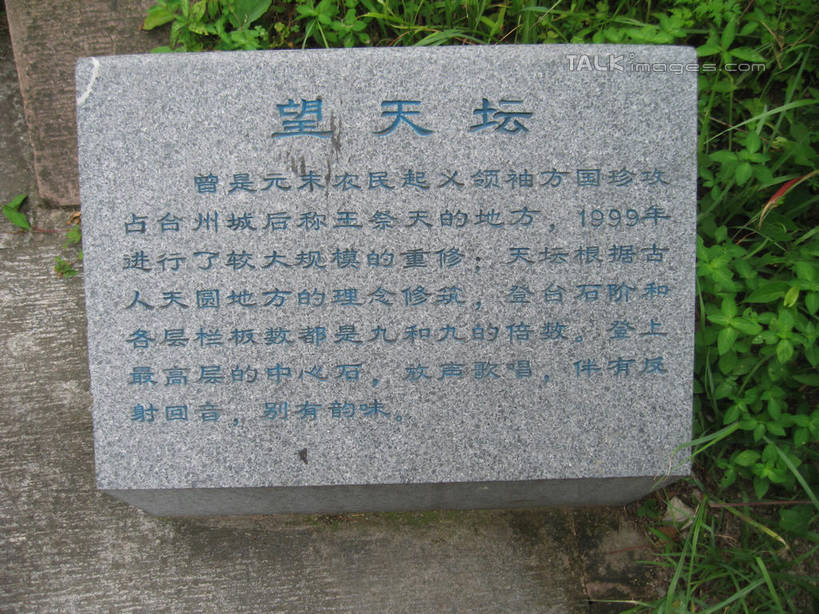 TALKimages.com
望天坛
曾是元末农民起义领袖方国珍攻
占台州城后称王祭天的地方，1999年
进行了较大规模的重修；天坛根据古
人天圆地方的理念修筑，登台石阶和
各层栏板数都是九和九的倍数。登上
最高层的中心石，放声歌唱，伴有反
射回音，别有韵味。